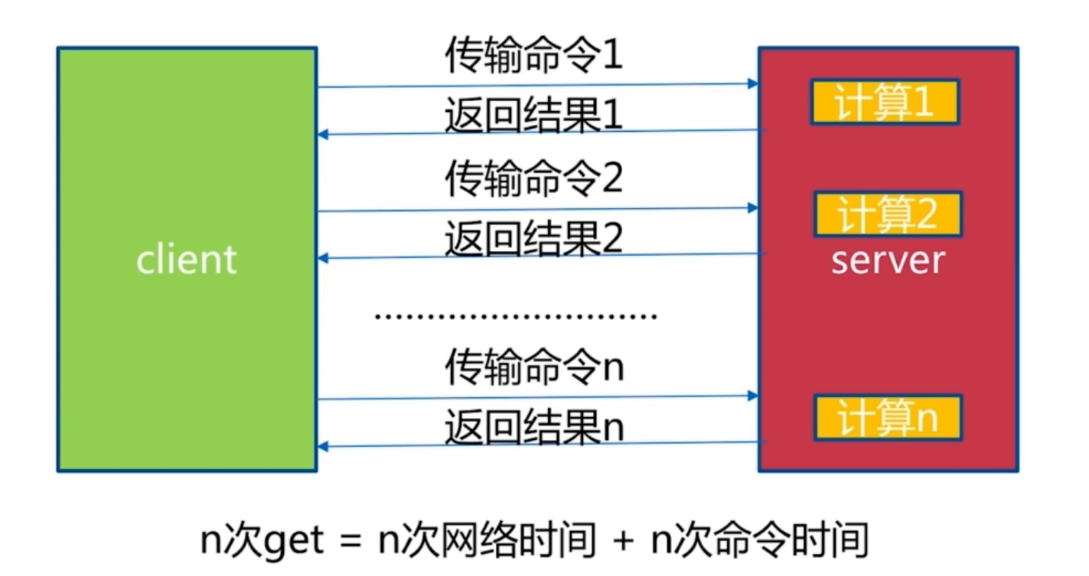 传输命令1
计算1
返回结果1
传输命令2
计算2
返回结果2
client
server
...........................
传输命令n
计算n
返回结果n
n次get = n次网络时间 + n次命令时间